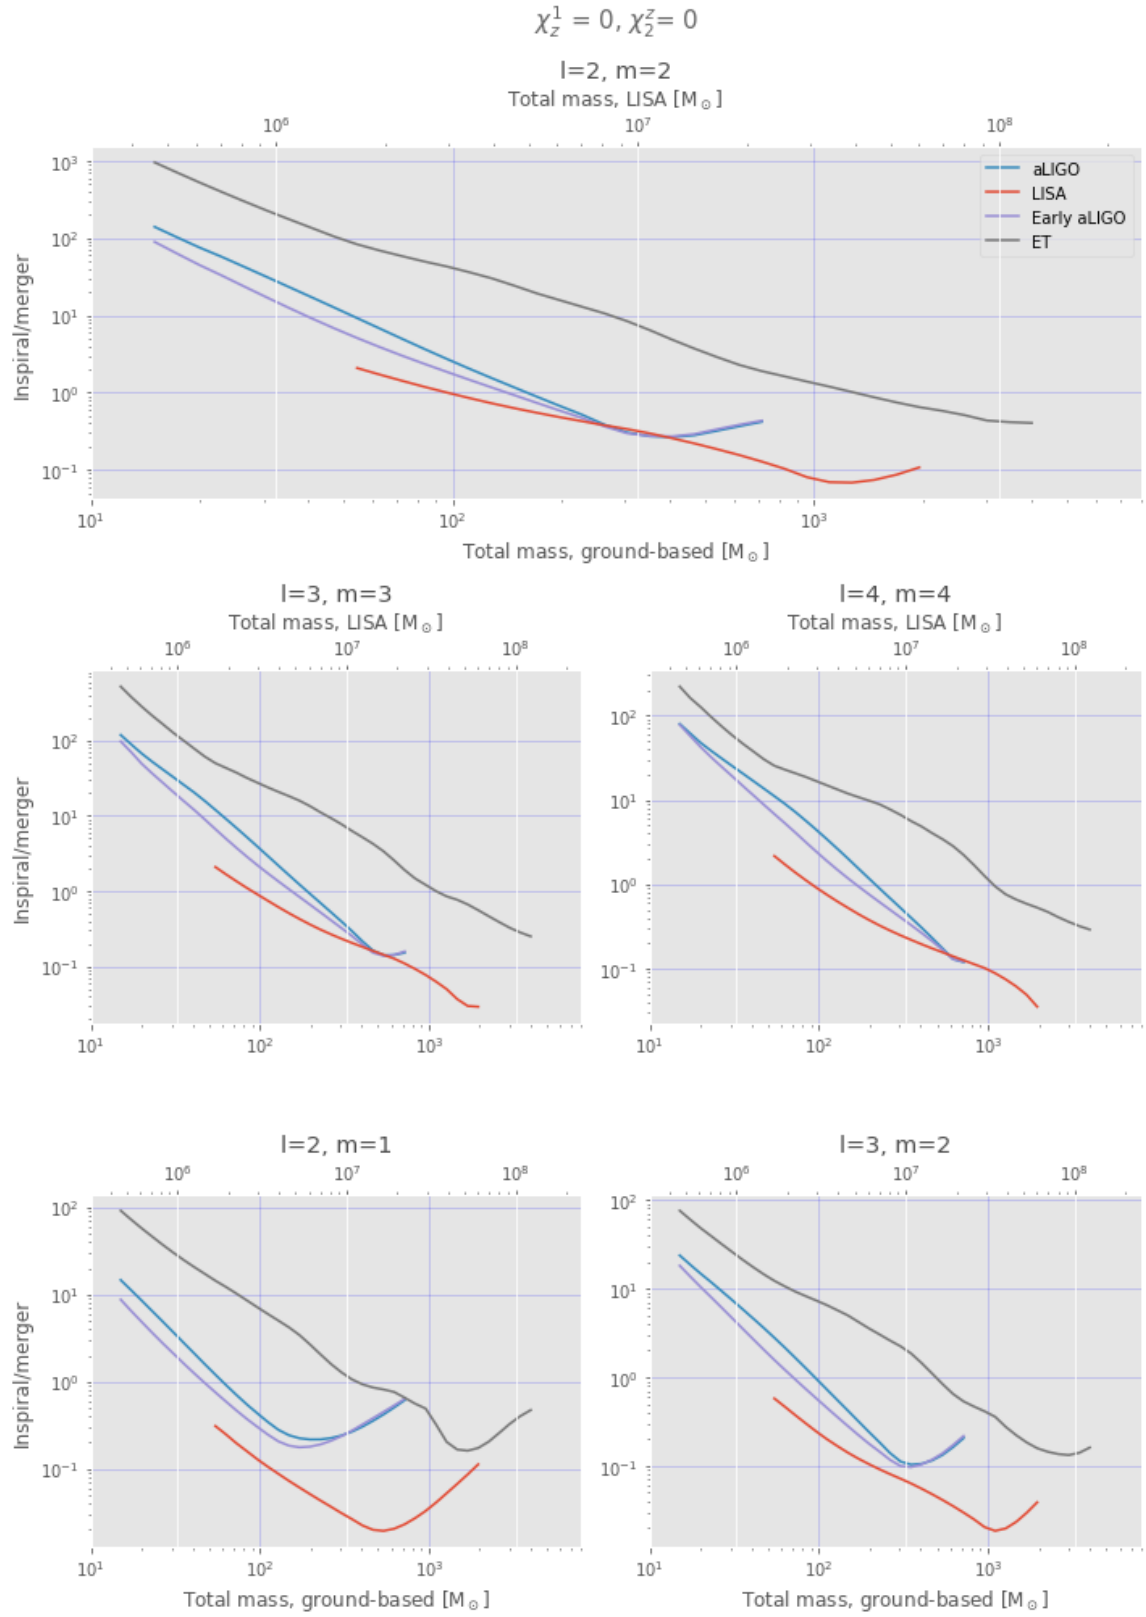 χ_z^1 = 0, χ_2^z= 0
l=2, m=2
Total mass, LISA [M⊙]
10⁶ 10⁷ 10⁸
aLIGO
LISA
Early aLIGO
ET
Inspiral/merger
10³
10²
10¹
10⁰
10⁻¹
10¹ 10² 10³
Total mass, ground-based [M⊙]
l=3, m=3
Total mass, LISA [M⊙]
10⁶ 10⁷ 10⁸
Inspiral/merger
10²
10¹
10⁰
10⁻¹
10¹ 10² 10³
l=4, m=4
Total mass, LISA [M⊙]
10⁶ 10⁷ 10⁸
10²
10¹
10⁰
10⁻¹
10¹ 10² 10³
l=2, m=1
10⁶ 10⁷ 10⁸
Inspiral/merger
10²
10¹
10⁰
10⁻¹
10¹ 10² 10³
Total mass, ground-based [M⊙]
l=3, m=2
10⁶ 10⁷ 10⁸
10²
10¹
10⁰
10⁻¹
10¹ 10² 10³
Total mass, ground-based [M⊙]